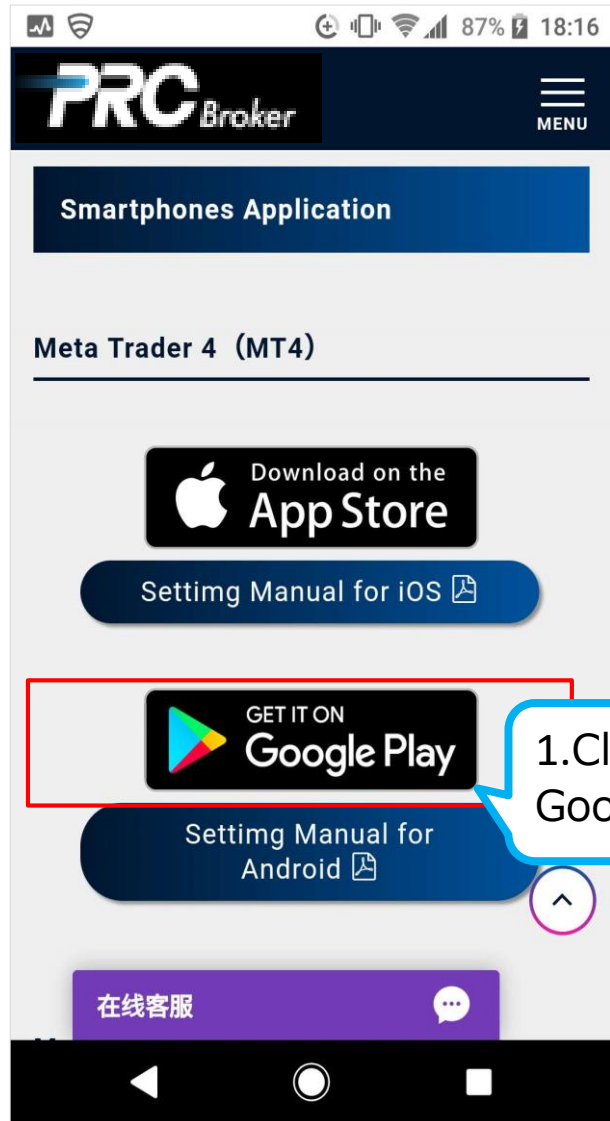 87% 18:16
PRC Broker
MENU
Smartphones Application
Meta Trader 4（MT4）
Download on the
App Store
Settimg Manual for iOS
GET IT ON
Google Play
1.Cl
Goo
Settimg Manual for
Android
在线客服